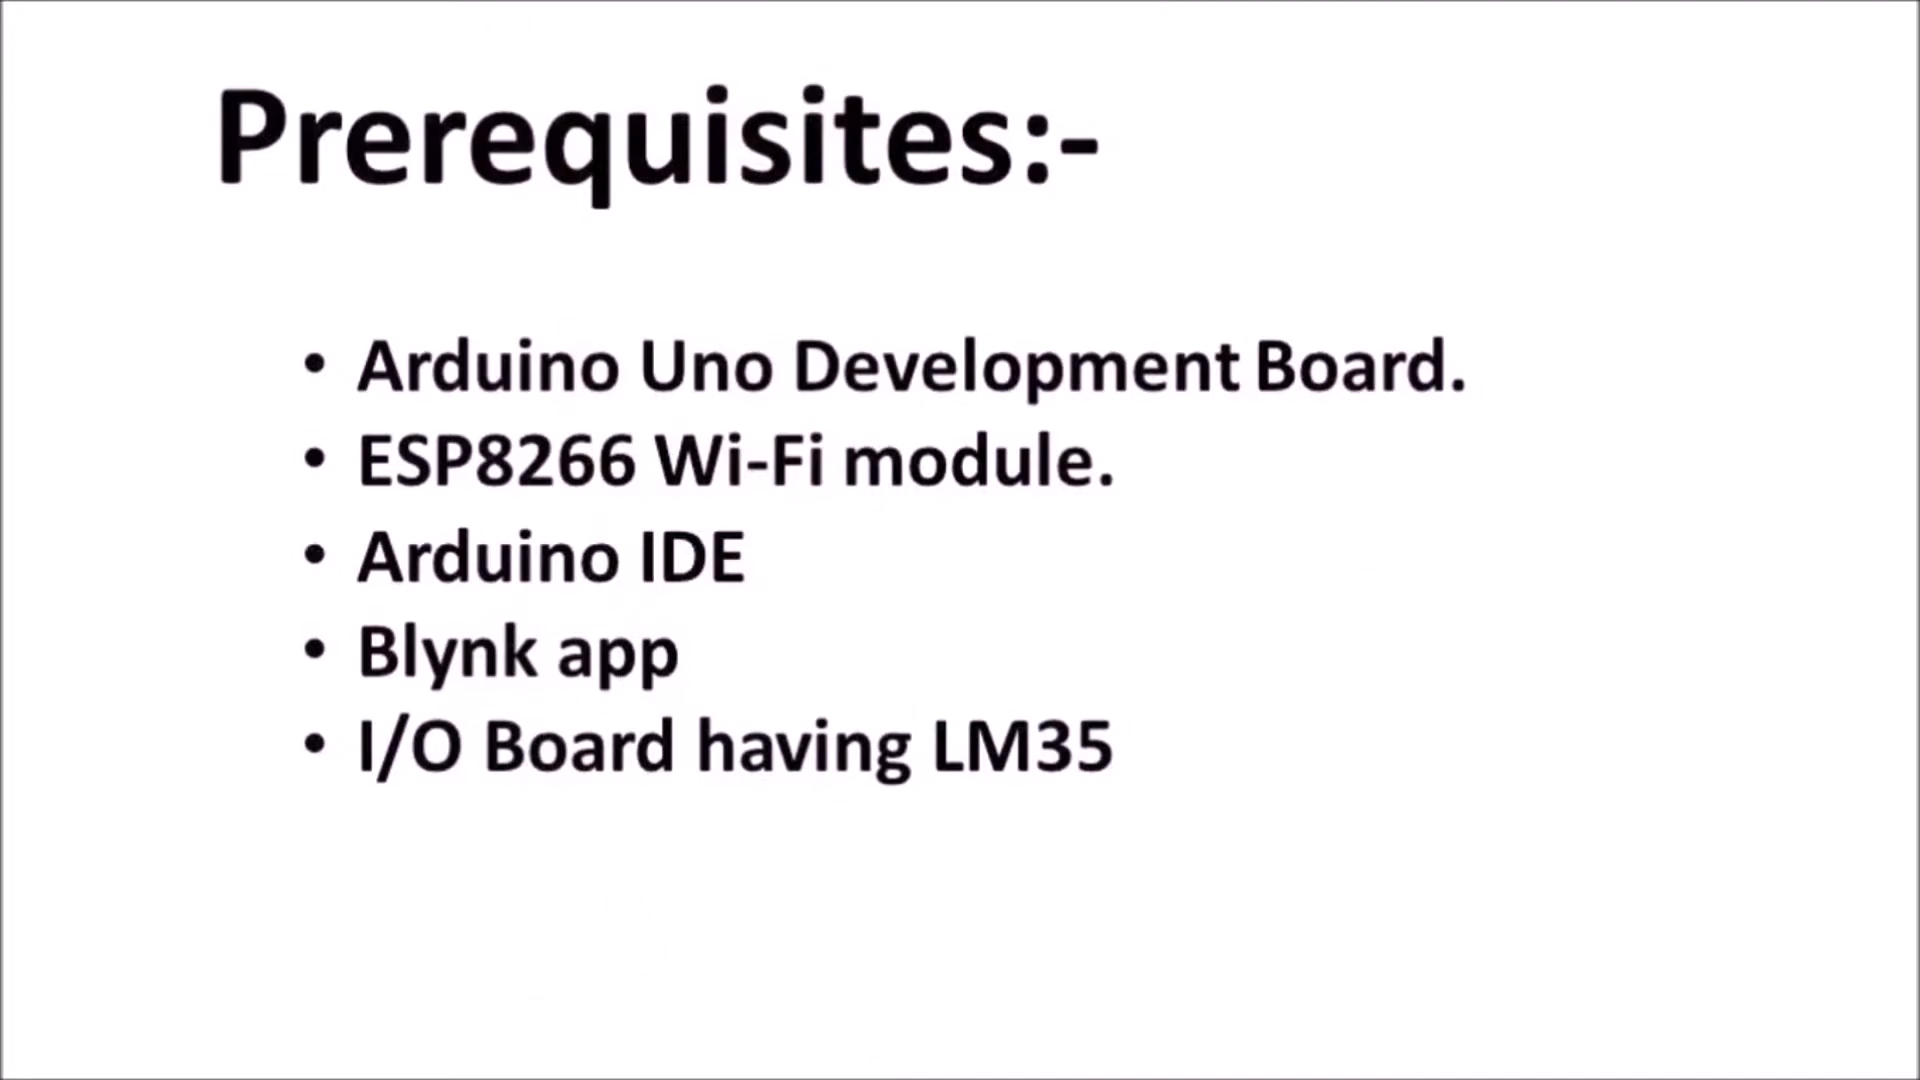 Prerequisites:-
• Arduino Uno Development Board.
• ESP8266 Wi-Fi module.
• Arduino IDE
• Blynk app
• I/O Board having LM35